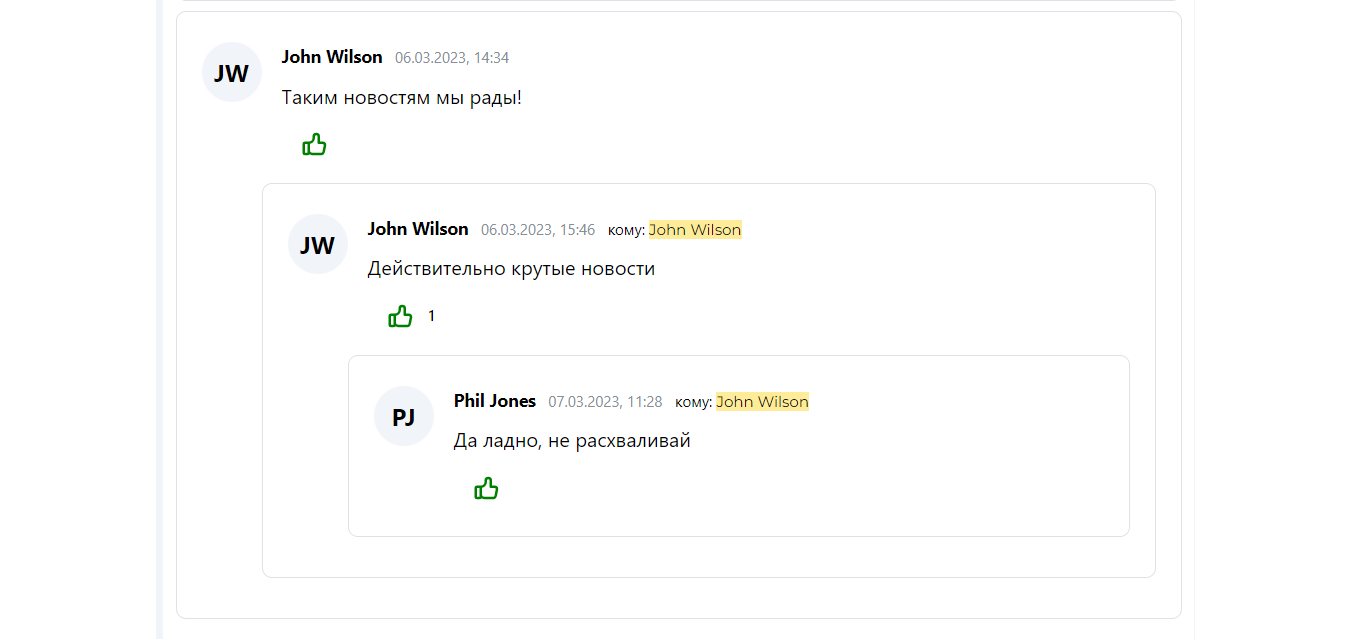 JW John Wilson 06.03.2023, 14:34
Таким новостям мы рады!
JW John Wilson 06.03.2023, 15:46 кому: John Wilson
Действительно крутые новости
1
PJ Phil Jones 07.03.2023, 11:28 кому: John Wilson
Да ладно, не расхваливай